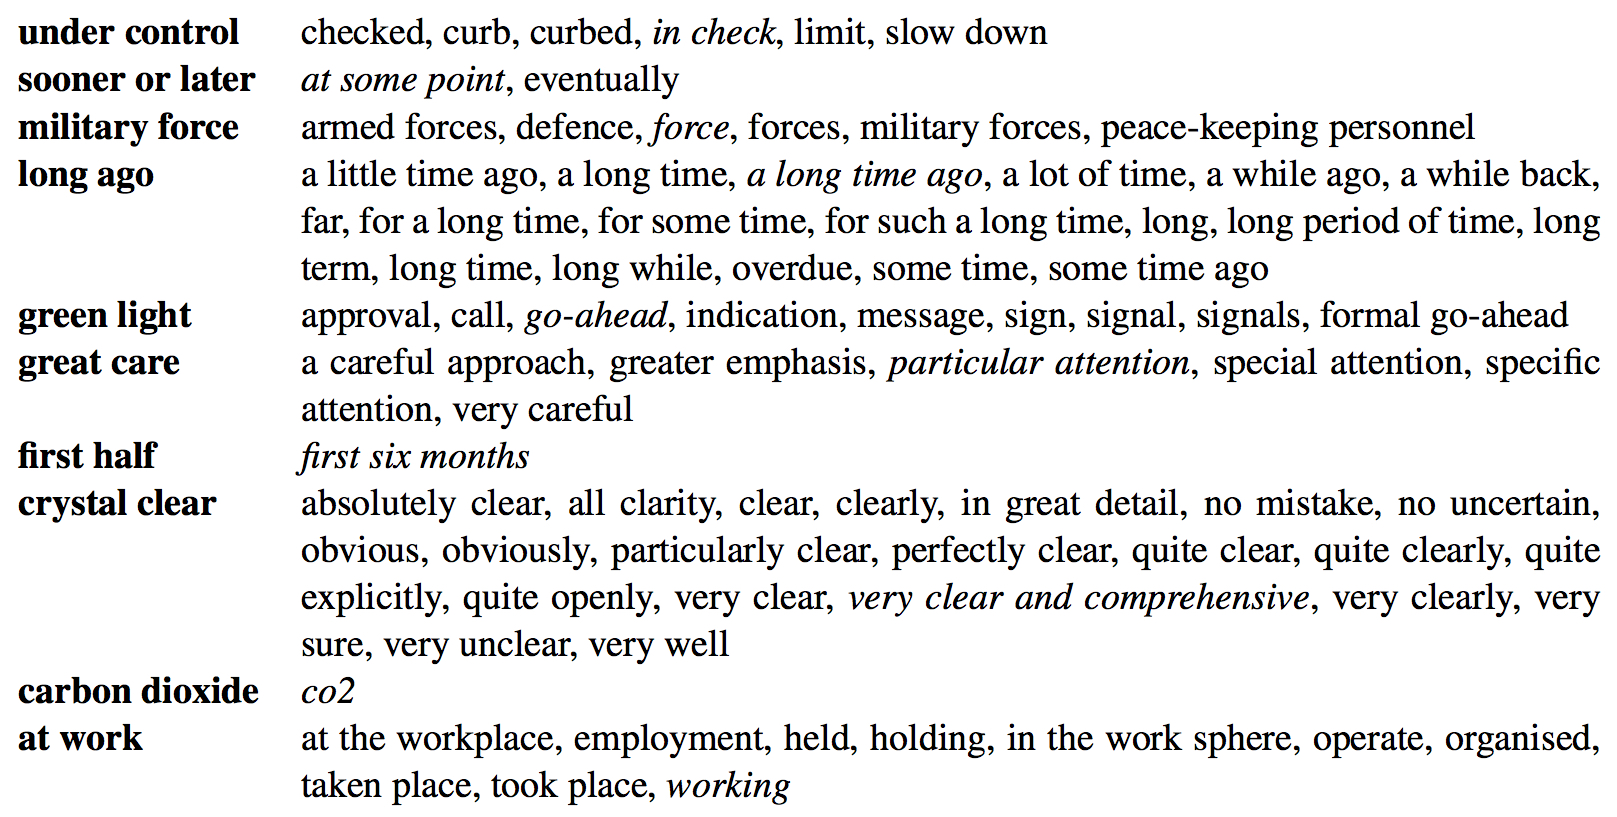 under control checked, curb, curbed, in check, limit, slow down
sooner or later at some point, eventually
military force armed forces, defence, force, forces, military forces, peace-keeping personnel
long ago a little time ago, a long time, a long time ago, a lot of time, a while ago, a while back,
far, for a long time, for some time, for such a long time, long, long period of time, long
term, long time, long while, overdue, some time, some time ago
green light approval, call, go-ahead, indication, message, sign, signal, signals, formal go-ahead
great care a careful approach, greater emphasis, particular attention, special attention, specific
attention, very careful
first half first six months
crystal clear absolutely clear, all clarity, clear, clearly, in great detail, no mistake, no uncertain,
obvious, obviously, particularly clear, perfectly clear, quite clear, quite clearly, quite
explicitly, quite openly, very clear, very clear and comprehensive, very clearly, very
sure, very unclear, very well
carbon dioxide co2
at work at the workplace, employment, held, holding, in the work sphere, operate, organised,
taken place, took place, working